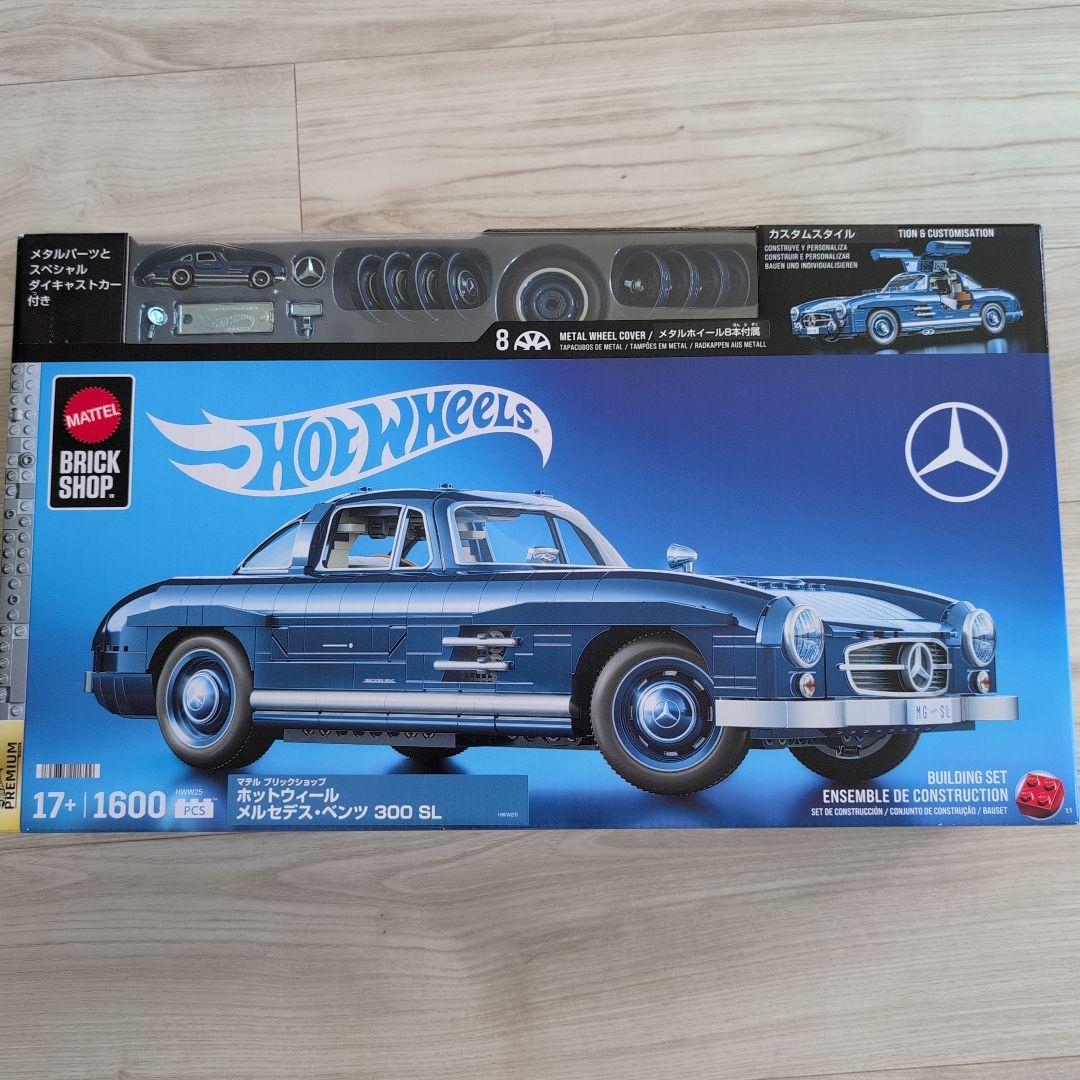 メタルパーツと
スペシャル
ダイキャストカー
付き
カスタムスタイル
TION & CUSTOMISATION
CONSTRUYE Y PERSONALIZA
CONSTRUIR E PERSONALIZAR
BAUEN UND INDIVIDUALISIEREN
8 METAL WHEEL COVER / メタルホイール8本付属
TAPACUBOS DE METAL / TAMPÕES EM METAL / RADKAPPEN AUS METALL
MATTEL
BRICK
SHOP.
HOT WHEELS
MG SL
PREMIUM
17+ 1600 PCS
HWW25
マテル ブリックショップ
ホットウィール
メルセデス・ベンツ 300 SL
HWW25
BUILDING SET
ENSEMBLE DE CONSTRUCTION
SET DE CONSTRUCCIÓN / CONJUNTO DE CONSTRUÇÃO / BAUSET